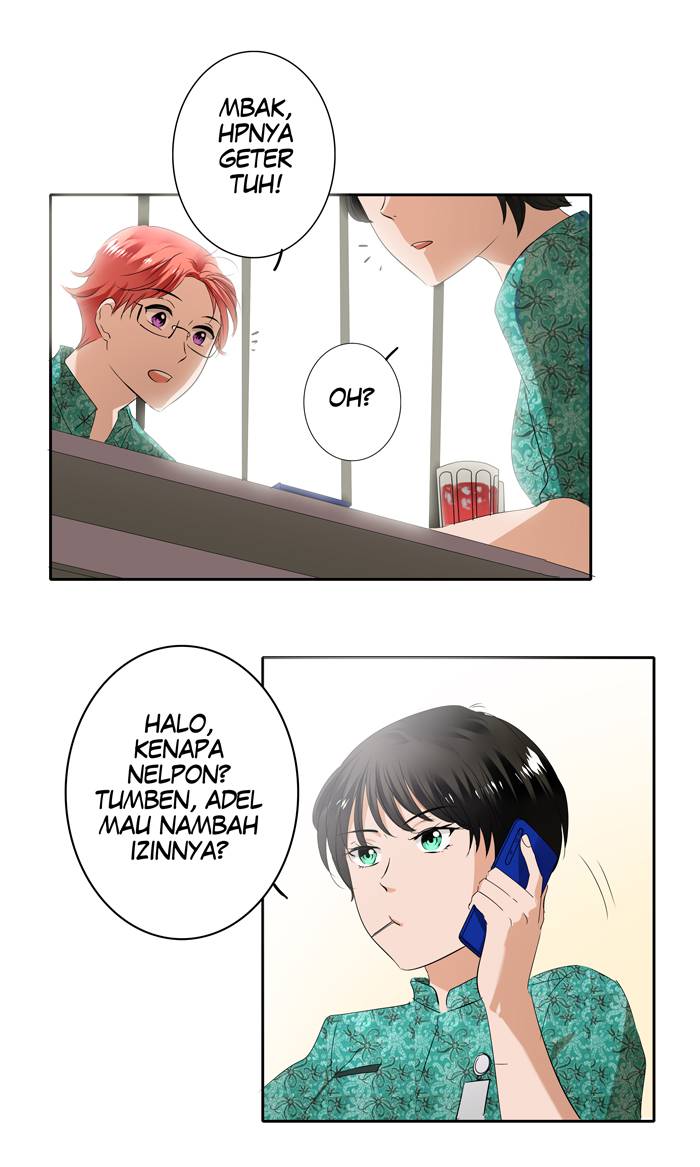 MBAK,
HPNYA
GETER
TUH!
OH?
HALO,
KENAPA
NELPON?
TUMBEN, ADEL
MAU NAMBAH
IZINNYA?